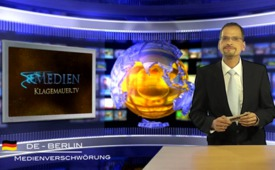 MEDIEN
KLAGEMAUER.TV
DE - BERLIN
MEDIENVERSCHWÖRUNG